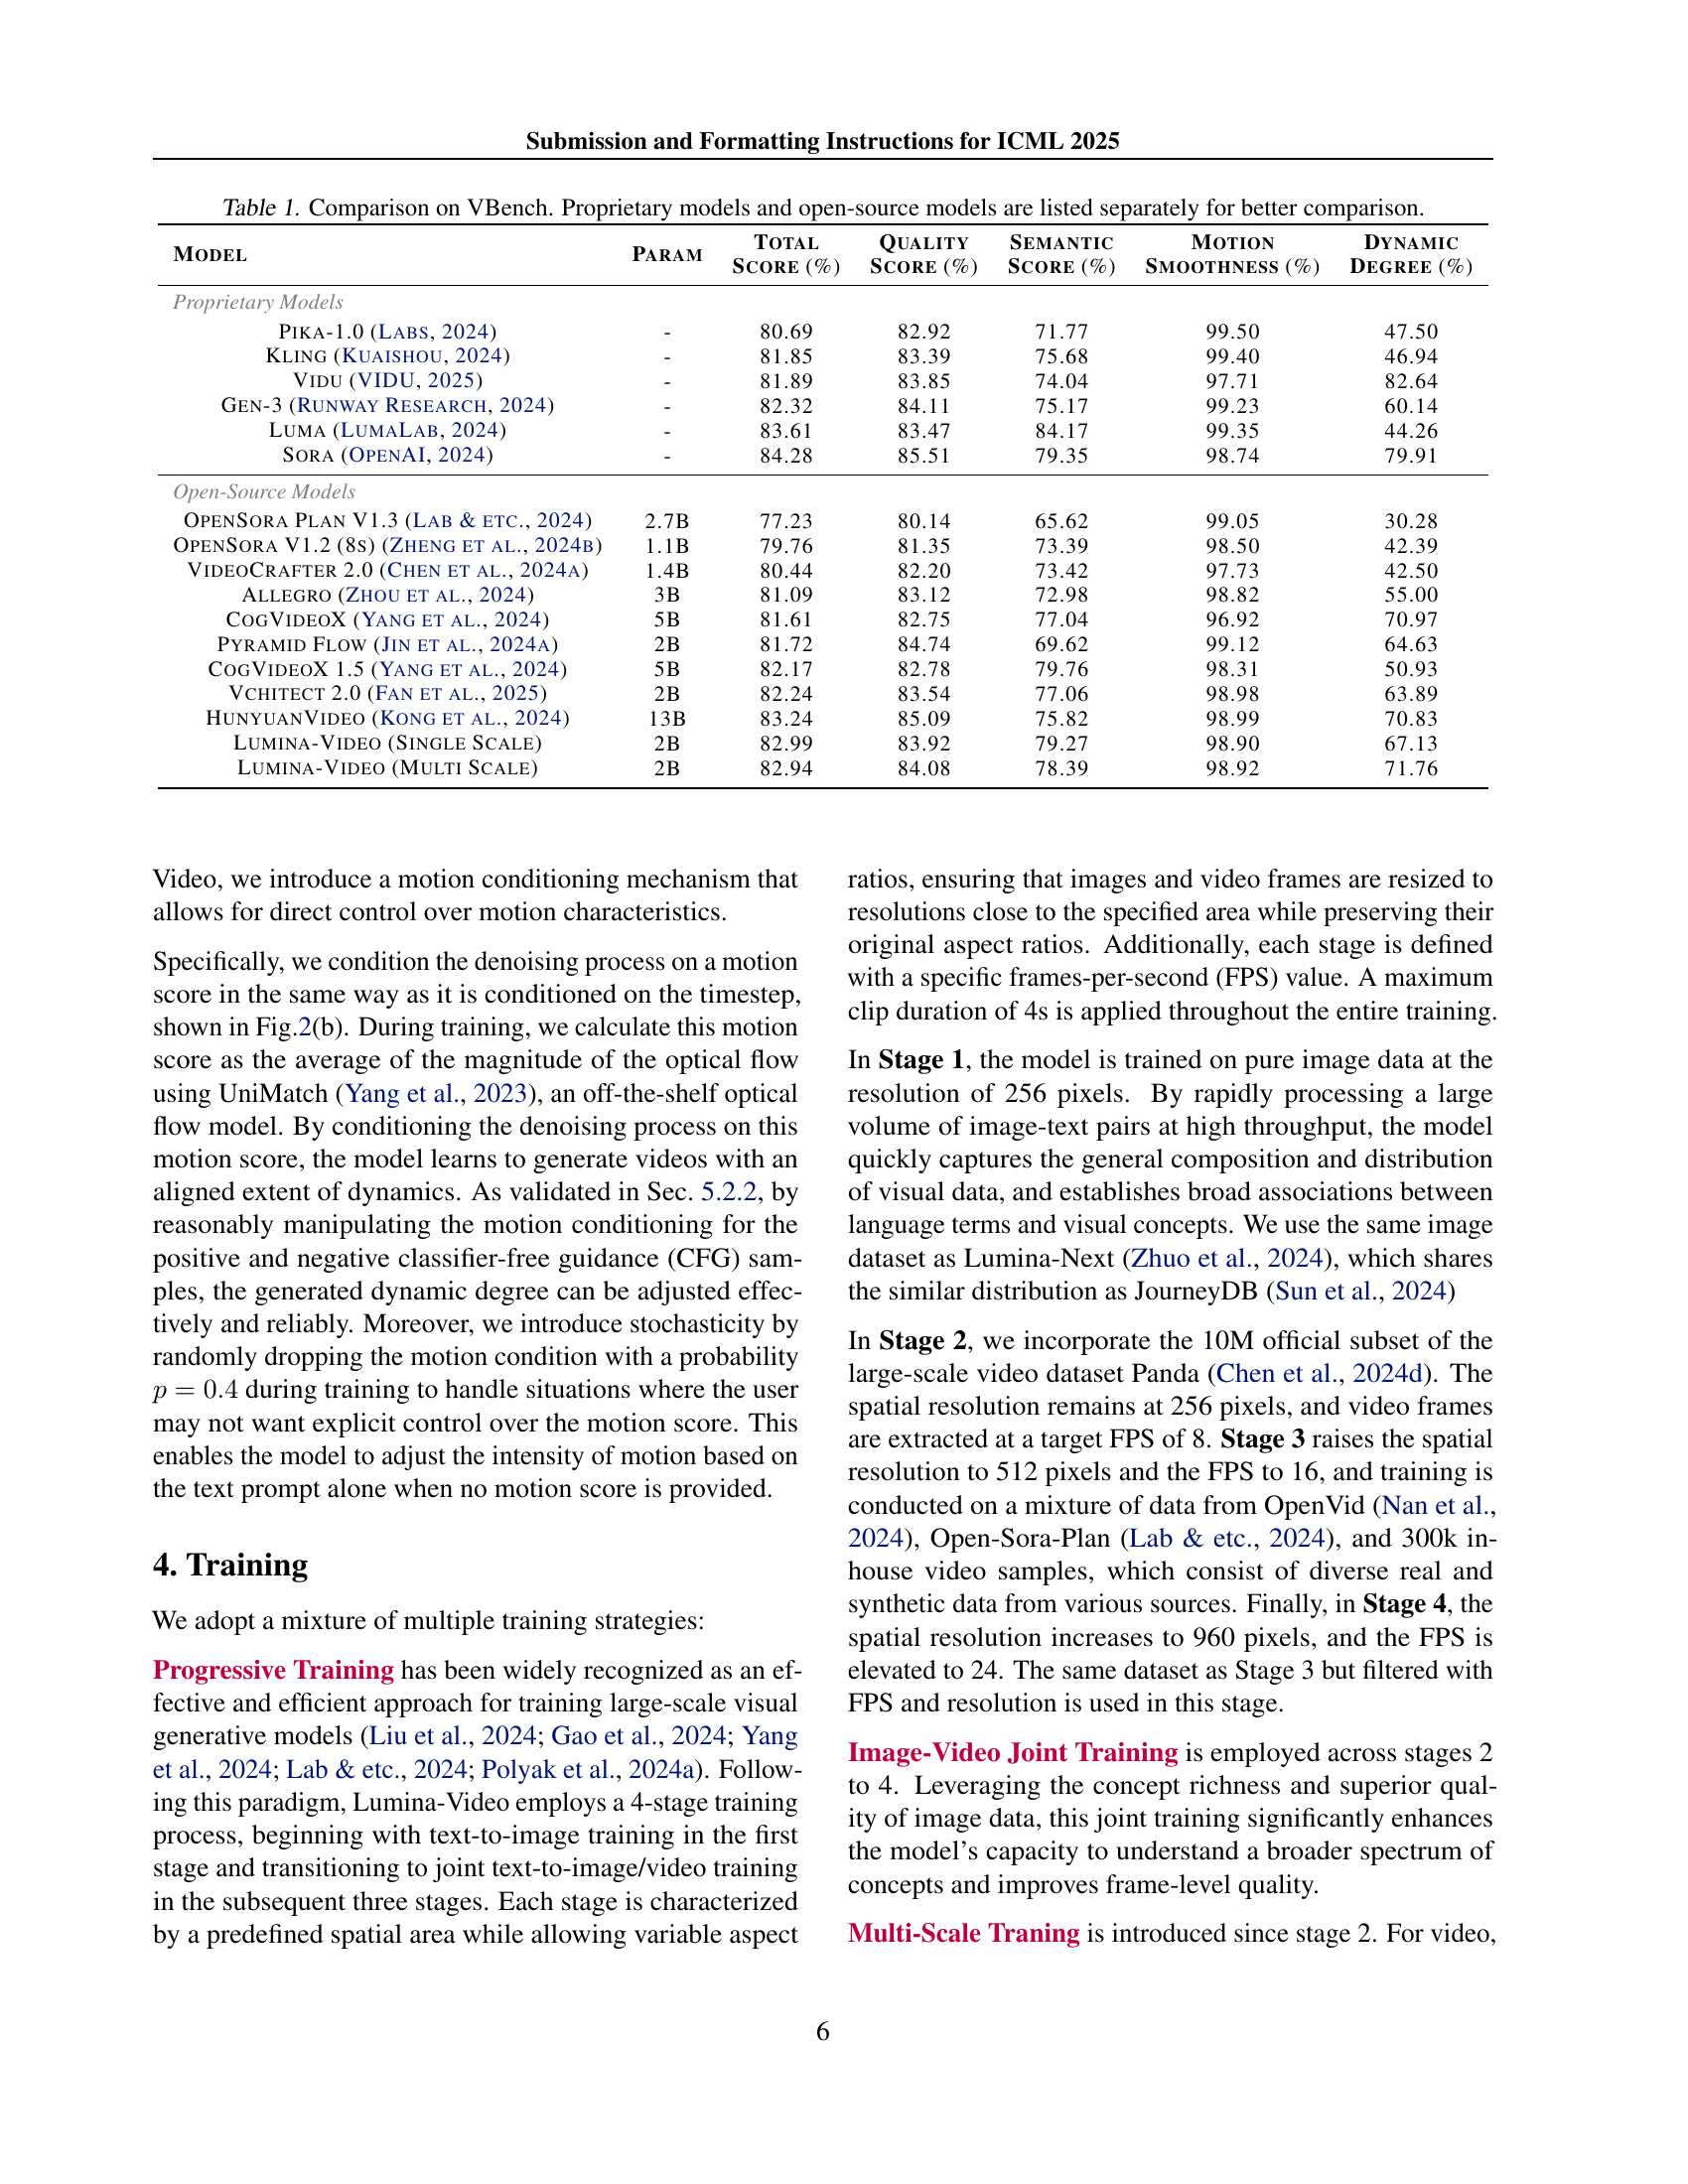 Submission and Formatting Instructions for ICML 2025
Table 1. Comparison on VBench. Proprietary models and open-source models are listed separately for better comparison.
MODEL PARAM TOTAL SCORE (%) QUALITY SCORE (%) SEMANTIC SCORE (%) MOTION SMOOTHNESS (%) DYNAMIC DEGREE (%)
Proprietary Models
PIKA-1.0 (LABS, 2024) - 80.69 82.92 71.77 99.50 47.50
KLING (KUAISHOU, 2024) - 81.85 83.39 75.68 99.40 46.94
VIDU (VIDU, 2025) - 81.89 83.85 74.04 97.71 82.64
GEN-3 (RUNWAY RESEARCH, 2024) - 82.32 84.11 75.17 99.23 60.14
LUMA (LUMALAB, 2024) - 83.61 83.47 84.17 99.35 44.26
SORA (OPENAI, 2024) - 84.28 85.51 79.35 98.74 79.91
Open-Source Models
OPENSORA PLAN V1.3 (LAB & ETC., 2024) 2.7B 77.23 80.14 65.62 99.05 30.28
OPENSORA V1.2 (8S) (ZHENG ET AL., 2024B) 1.1B 79.76 81.35 73.39 98.50 42.39
VIDEOCRAFTER 2.0 (CHEN ET AL., 2024A) 1.4B 80.44 82.20 73.42 97.73 42.50
ALLEGRO (ZHOU ET AL., 2024) 3B 81.09 83.12 72.98 98.82 55.00
COGVIDEOX (YANG ET AL., 2024) 5B 81.61 82.75 77.04 96.92 70.97
PYRAMID FLOW (JIN ET AL., 2024A) 2B 81.72 84.74 69.62 99.12 64.63
COGVIDEOX 1.5 (YANG ET AL., 2024) 5B 82.17 82.78 79.76 98.31 50.93
VCHITECT 2.0 (FAN ET AL., 2025) 2B 82.24 83.54 77.06 98.98 63.89
HUNYUANVIDEO (KONG ET AL., 2024) 13B 83.24 85.09 75.82 98.99 70.83
LUMINA-VIDEO (SINGLE SCALE) 2B 82.99 83.92 79.27 98.90 67.13
LUMINA-VIDEO (MULTI SCALE) 2B 82.94 84.08 78.39 98.92 71.76
Video, we introduce a motion conditioning mechanism that
allows for direct control over motion characteristics.
Specifically, we condition the denoising process on a motion
score in the same way as it is conditioned on the timestep,
shown in Fig.2(b). During training, we calculate this motion
score as the average of the magnitude of the optical flow
using UniMatch (Yang et al., 2023), an off-the-shelf optical
flow model. By conditioning the denoising process on this
motion score, the model learns to generate videos with an
aligned extent of dynamics. As validated in Sec. 5.2.2, by
reasonably manipulating the motion conditioning for the
positive and negative classifier-free guidance (CFG) sam-
ples, the generated dynamic degree can be adjusted effec-
tively and reliably. Moreover, we introduce stochasticity by
randomly dropping the motion condition with a probability
p = 0.4 during training to handle situations where the user
may not want explicit control over the motion score. This
enables the model to adjust the intensity of motion based on
the text prompt alone when no motion score is provided.
4. Training
We adopt a mixture of multiple training strategies:
Progressive Training has been widely recognized as an ef-
fective and efficient approach for training large-scale visual
generative models (Liu et al., 2024; Gao et al., 2024; Yang
et al., 2024; Lab & etc., 2024; Polyak et al., 2024a). Follow-
ing this paradigm, Lumina-Video employs a 4-stage training
process, beginning with text-to-image training in the first
stage and transitioning to joint text-to-image/video training
in the subsequent three stages. Each stage is characterized
by a predefined spatial area while allowing variable aspect
ratios, ensuring that images and video frames are resized to
resolutions close to the specified area while preserving their
original aspect ratios. Additionally, each stage is defined
with a specific frames-per-second (FPS) value. A maximum
clip duration of 4s is applied throughout the entire training.
In Stage 1, the model is trained on pure image data at the
resolution of 256 pixels. By rapidly processing a large
volume of image-text pairs at high throughput, the model
quickly captures the general composition and distribution
of visual data, and establishes broad associations between
language terms and visual concepts. We use the same image
dataset as Lumina-Next (Zhuo et al., 2024), which shares
the similar distribution as JourneyDB (Sun et al., 2024)
In Stage 2, we incorporate the 10M official subset of the
large-scale video dataset Panda (Chen et al., 2024d). The
spatial resolution remains at 256 pixels, and video frames
are extracted at a target FPS of 8. Stage 3 raises the spatial
resolution to 512 pixels and the FPS to 16, and training is
conducted on a mixture of data from OpenVid (Nan et al.,
2024), Open-Sora-Plan (Lab & etc., 2024), and 300k in-
house video samples, which consist of diverse real and
synthetic data from various sources. Finally, in Stage 4, the
spatial resolution increases to 960 pixels, and the FPS is
elevated to 24. The same dataset as Stage 3 but filtered with
FPS and resolution is used in this stage.
Image-Video Joint Training is employed across stages 2
to 4. Leveraging the concept richness and superior qual-
ity of image data, this joint training significantly enhances
the model's capacity to understand a broader spectrum of
concepts and improves frame-level quality.
Multi-Scale Traning is introduced since stage 2. For video,
6